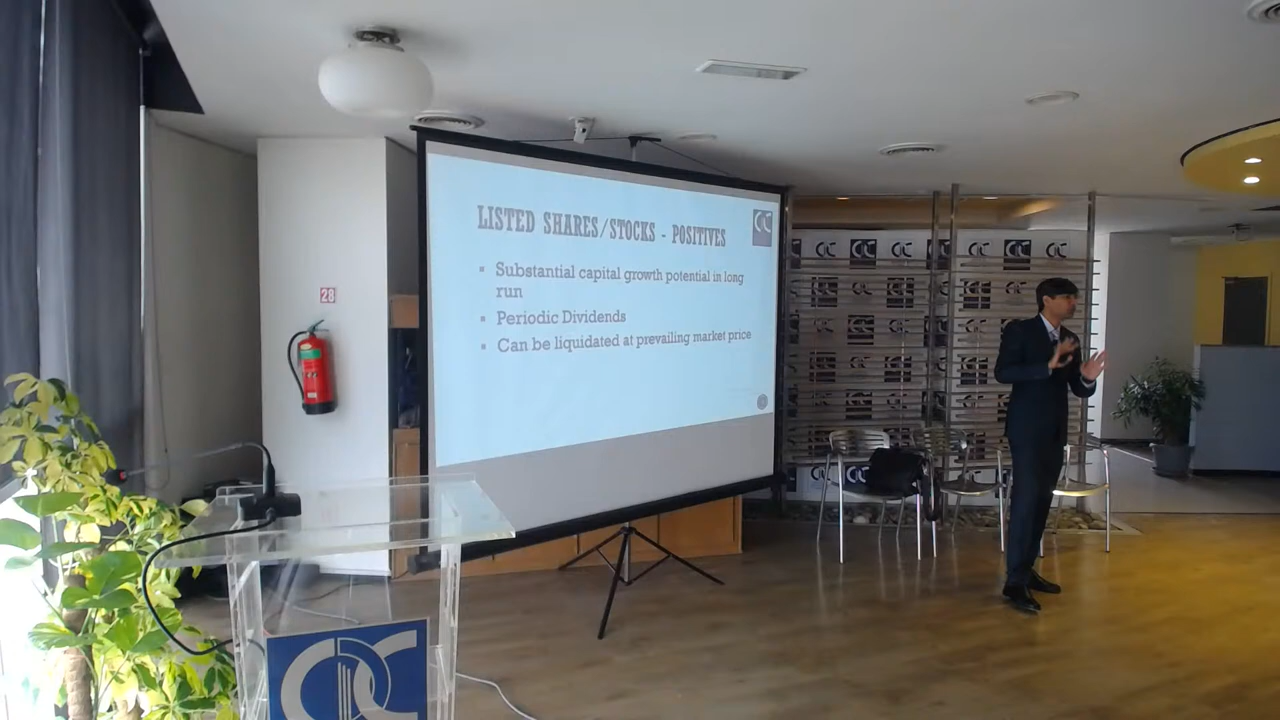 28
LISTED SHARES/STOCKS - POSITIVES
▪ Substantial capital growth potential in long
run
▪ Periodic Dividends
▪ Can be liquidated at prevailing market price